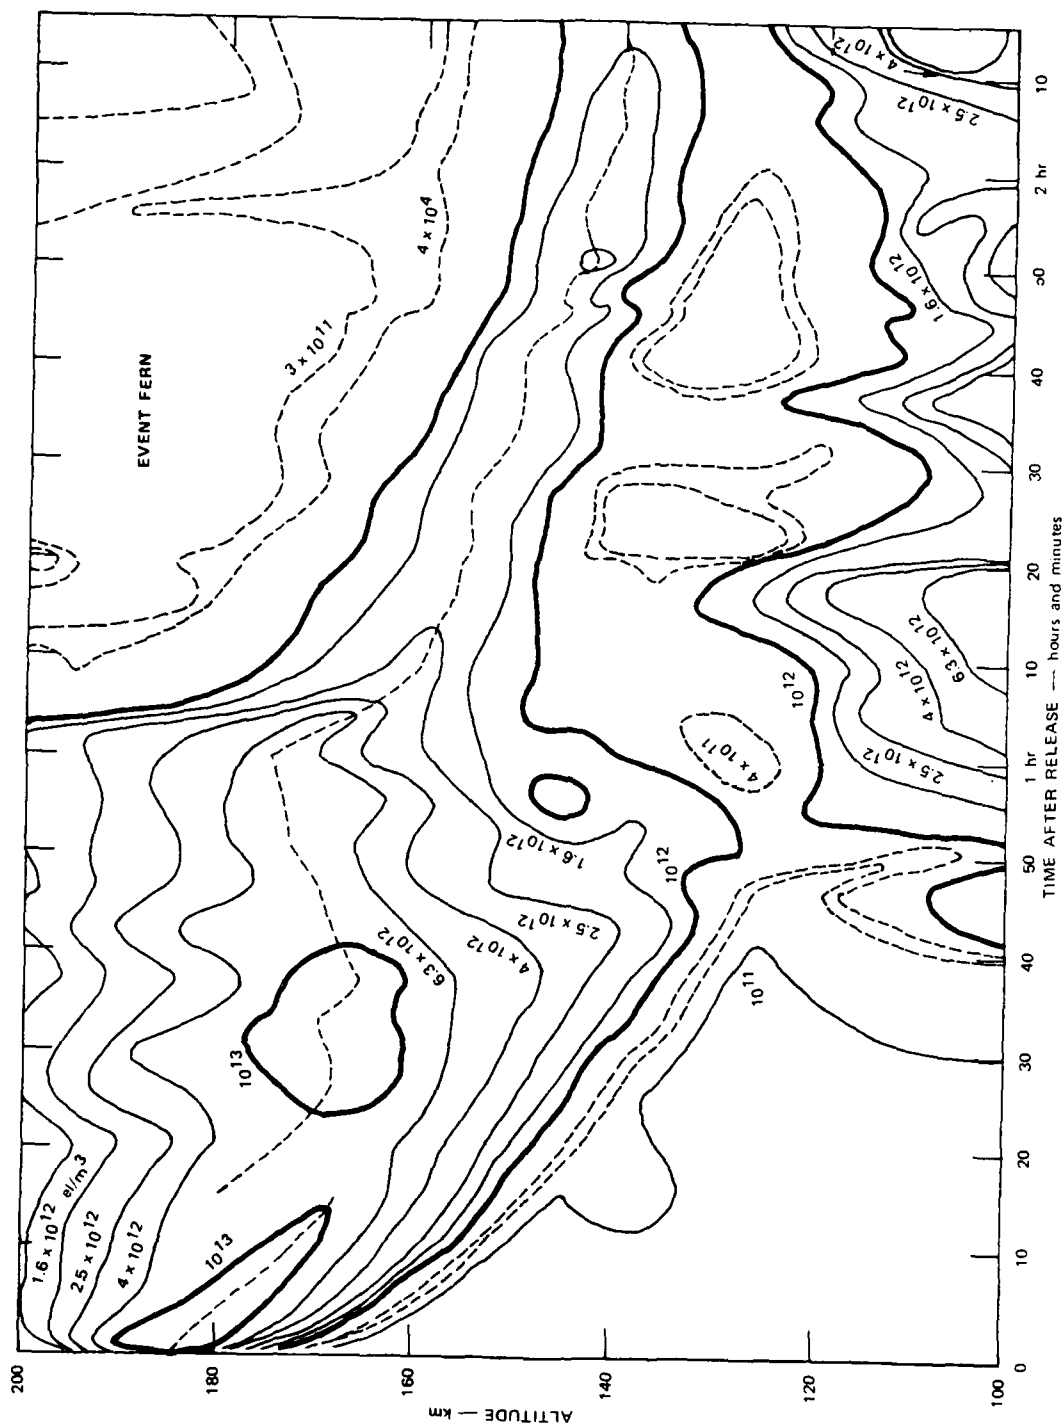 EVENT FERN
200
180
160
140
120
100
ALTITUDE — km
0
10
20
30
40
50
1 hr
10
20
30
40
50
2 hr
10
TIME AFTER RELEASE — hours and minutes
1.6 x 10^12 el/m^3
2.5 x 10^12
4 x 10^12
10^13
10^13
6.3 x 10^12
4 x 10^12
2.5 x 10^12
1.6 x 10^12
10^12
10^11
4 x 10^11
10^12
2.5 x 10^12
4 x 10^12
6.3 x 10^12
3 x 10^11
4 x 10^4
1.6 x 10^12
2.5 x 10^12
4 x 10^12